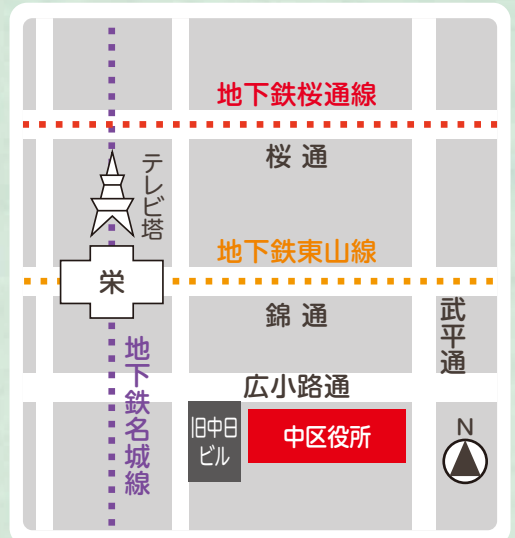 地下鉄桜通線
桜通
テレビ塔
地下鉄東山線
栄
錦通
武平通
地下鉄名城線
広小路通
旧中日
ビル
中区役所
N